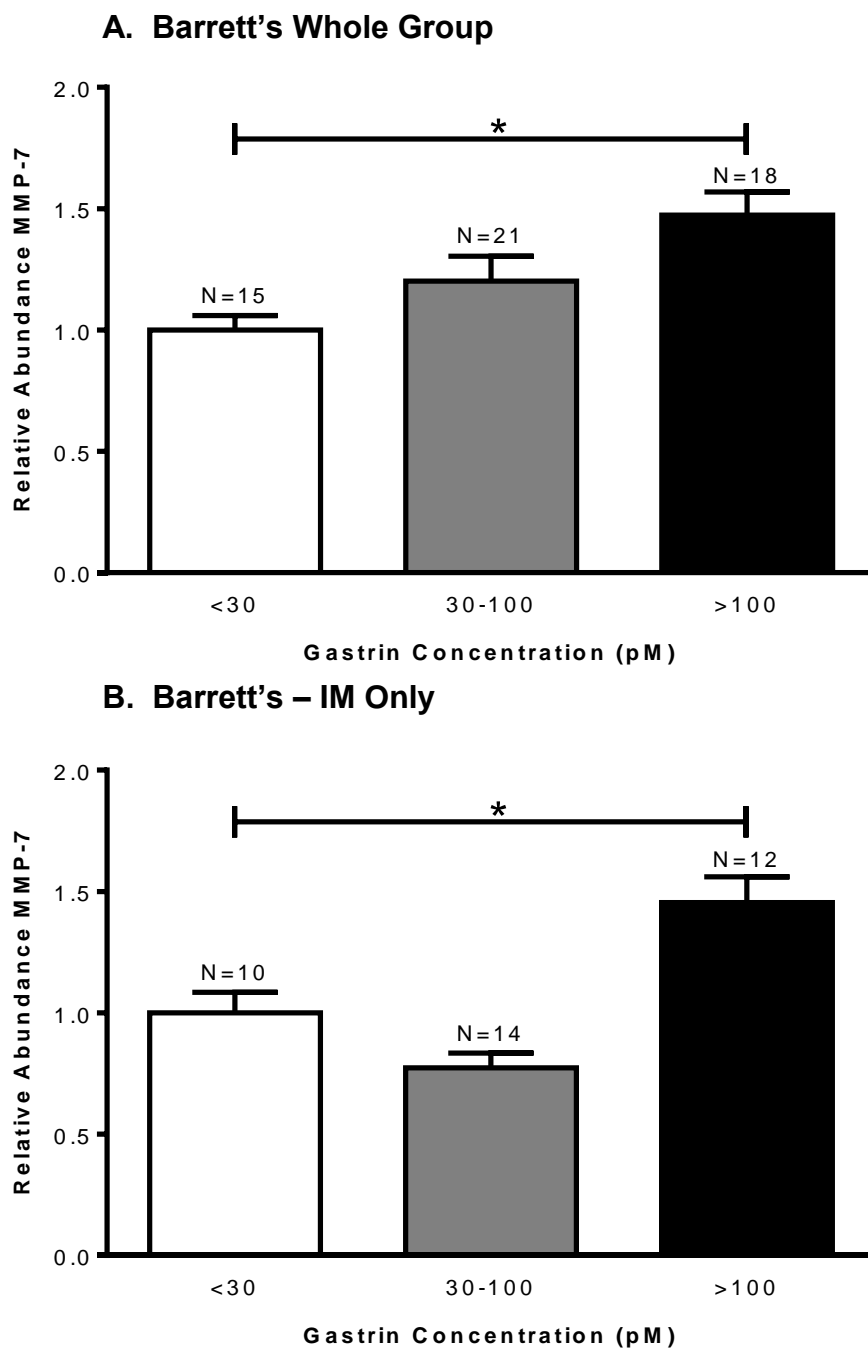 A. Barrett's Whole Group
2.0
*
N=18
1.5
N=21
N=15
1.0
0.5
0.0
Relative Abundance MMP-7
<30 30-100 >100
Gastrin Concentration (pM)
B. Barrett's – IM Only
2.0
*
N=12
1.5
N=10
1.0
N=14
0.5
0.0
Relative Abundance MMP-7
<30 30-100 >100
Gastrin Concentration (pM)